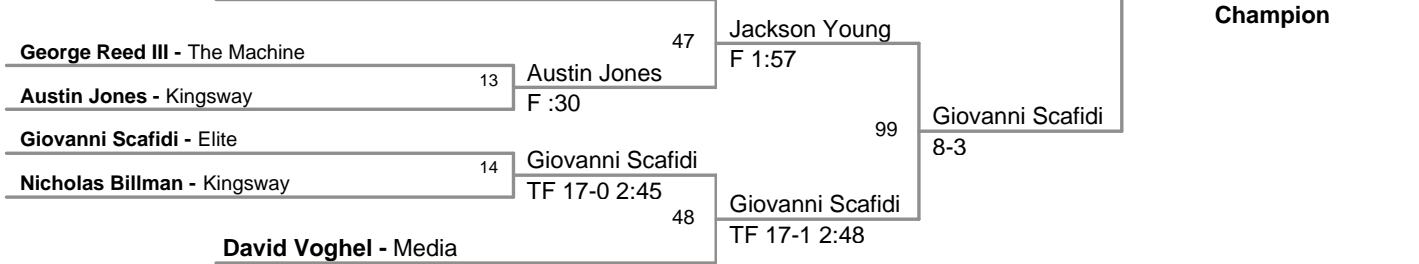 Champion
47
Jackson Young
George Reed III - The Machine
F 1:57
13
Austin Jones
Austin Jones - Kingsway
F :30
Giovanni Scafidi
99
Giovanni Scafidi - Elite
8-3
14
Giovanni Scafidi
Nicholas Billman - Kingsway
TF 17-0 2:45
Giovanni Scafidi
48
TF 17-1 2:48
David Voghel - Media